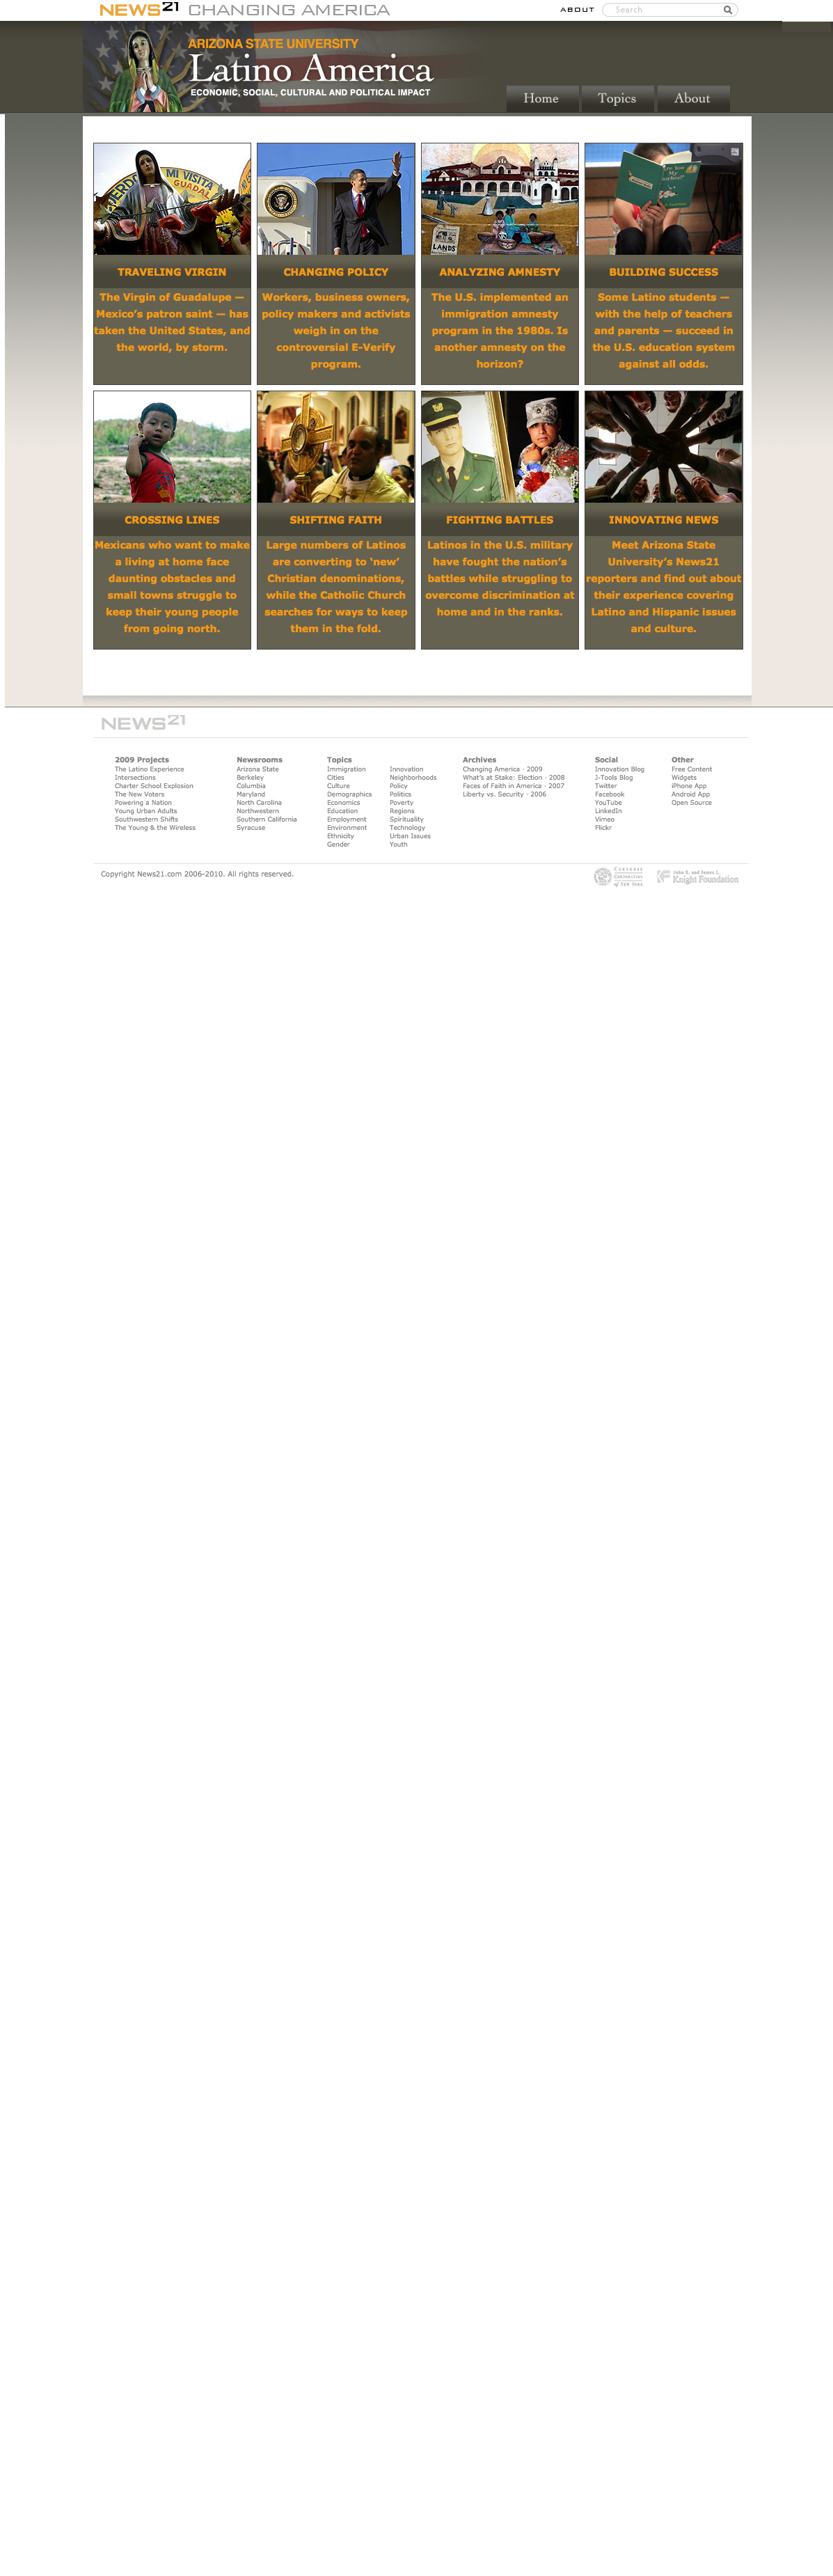 NEWS21 CHANGING AMERICA
ABOUT
Search
ARIZONA STATE UNIVERSITY
Latino America
ECONOMIC, SOCIAL, CULTURAL AND POLITICAL IMPACT
Home
Topics
About
MI VISITA
GUADAL
LANDS
TRAVELING VIRGIN
The Virgin of Guadalupe —
Mexico's patron saint — has
taken the United States, and
the world, by storm.
CHANGING POLICY
Workers, business owners,
policy makers and activists
weigh in on the
controversial E-Verify
program.
ANALYZING AMNESTY
The U.S. implemented an
immigration amnesty
program in the 1980s. Is
another amnesty on the
horizon?
BUILDING SUCCESS
Some Latino students —
with the help of teachers
and parents — succeed in
the U.S. education system
against all odds.
CROSSING LINES
Mexicans who want to make
a living at home face
daunting obstacles and
small towns struggle to
keep their young people
from going north.
SHIFTING FAITH
Large numbers of Latinos
are converting to ‘new’
Christian denominations,
while the Catholic Church
searches for ways to keep
them in the fold.
FIGHTING BATTLES
Latinos in the U.S. military
have fought the nation’s
battles while struggling to
overcome discrimination at
home and in the ranks.
INNOVATING NEWS
Meet Arizona State
University’s News21
reporters and find out about
their experience covering
Latino and Hispanic issues
and culture.
NEWS21
2009 Projects
The Latino Experience
Intersections
Charter School Explosion
The New Voters
Powering a Nation
Young Urban Adults
Southwestern Shifts
The Young & the Wireless
Newsrooms
Arizona State
Berkeley
Columbia
Maryland
North Carolina
Northwestern
Southern California
Syracuse
Topics
Immigration
Cities
Culture
Demographics
Economics
Education
Employment
Environment
Ethnicity
Gender
Innovation
Neighborhoods
Policy
Politics
Poverty
Regions
Spirituality
Technology
Urban Issues
Youth
Archives
Changing America - 2009
What's at Stake: Election - 2008
Faces of Faith in America - 2007
Liberty vs. Security - 2006
Social
Innovation Blog
J-Tools Blog
Twitter
Facebook
YouTube
LinkedIn
Vimeo
Flickr
Other
Free Content
Widgets
iPhone App
Android App
Open Source
Copyright News21.com 2006-2010. All rights reserved.
CARNEGIE
CORPORATION
of NEW YORK
John S. and James L.
Knight Foundation